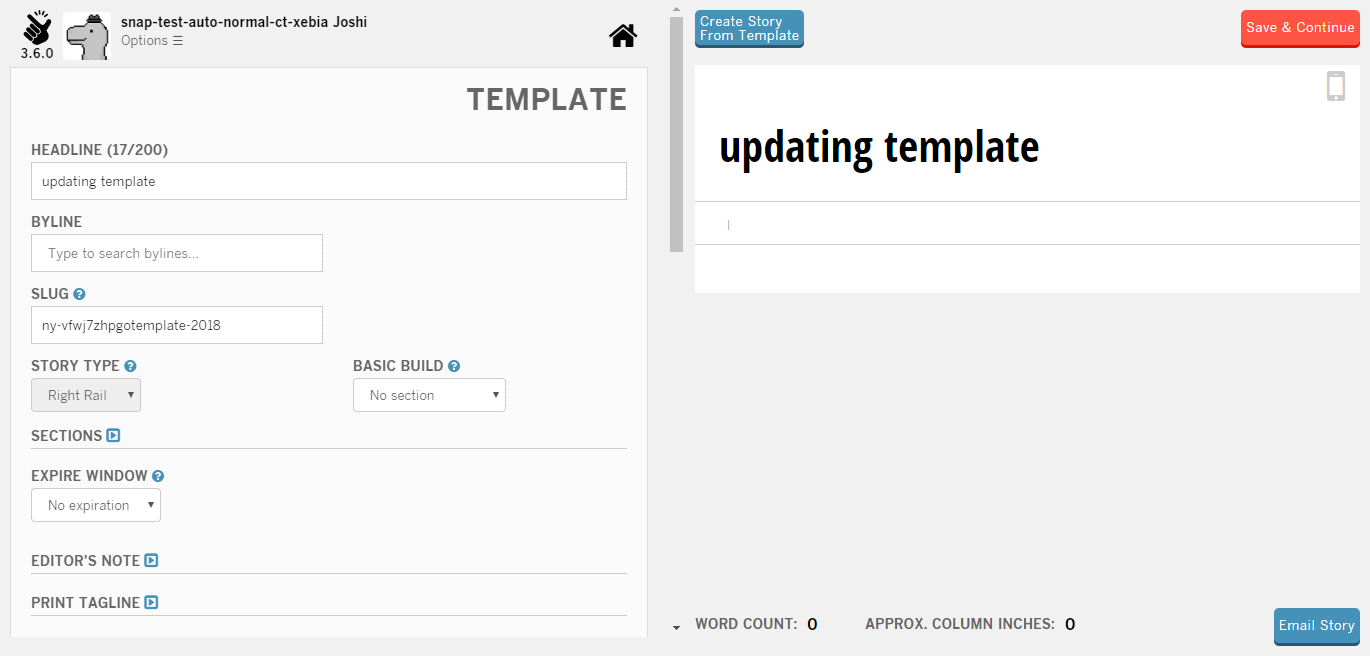 snap-test-auto-normal-ct-xebia Joshi
Options ☰
3.6.0
TEMPLATE
HEADLINE (17/200)
updating template
BYLINE
Type to search bylines...
SLUG ?
ny-vfwj7zhpgotemplate-2018
STORY TYPE ? BASIC BUILD ?
Right Rail No section
SECTIONS
EXPIRE WINDOW ?
No expiration
EDITOR'S NOTE
PRINT TAGLINE
Create Story
From Template
Save & Continue
updating template
|
WORD COUNT: 0 APPROX. COLUMN INCHES: 0
Email Story